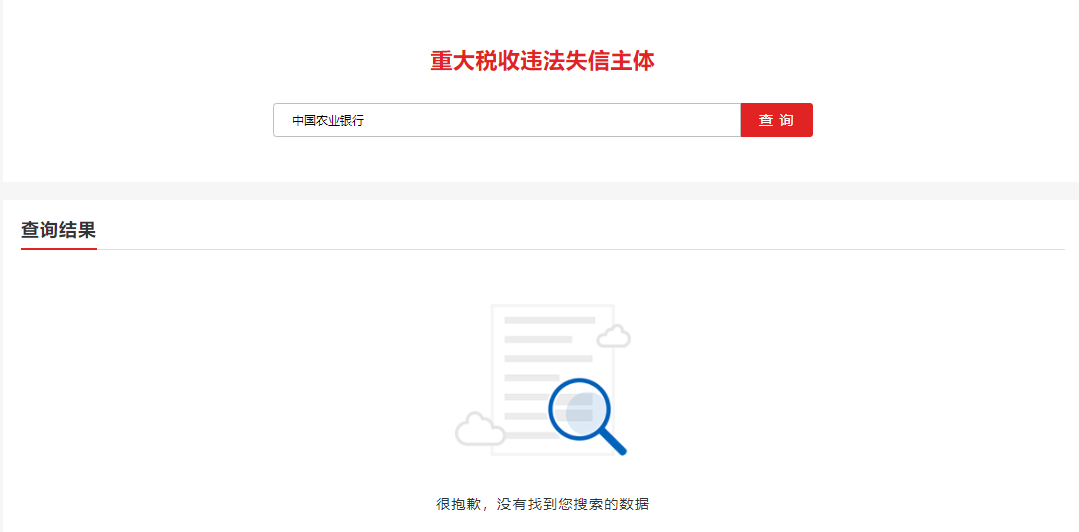 重大税收违法失信主体
中国农业银行
查 询
查询结果
很抱歉，没有找到您搜索的数据